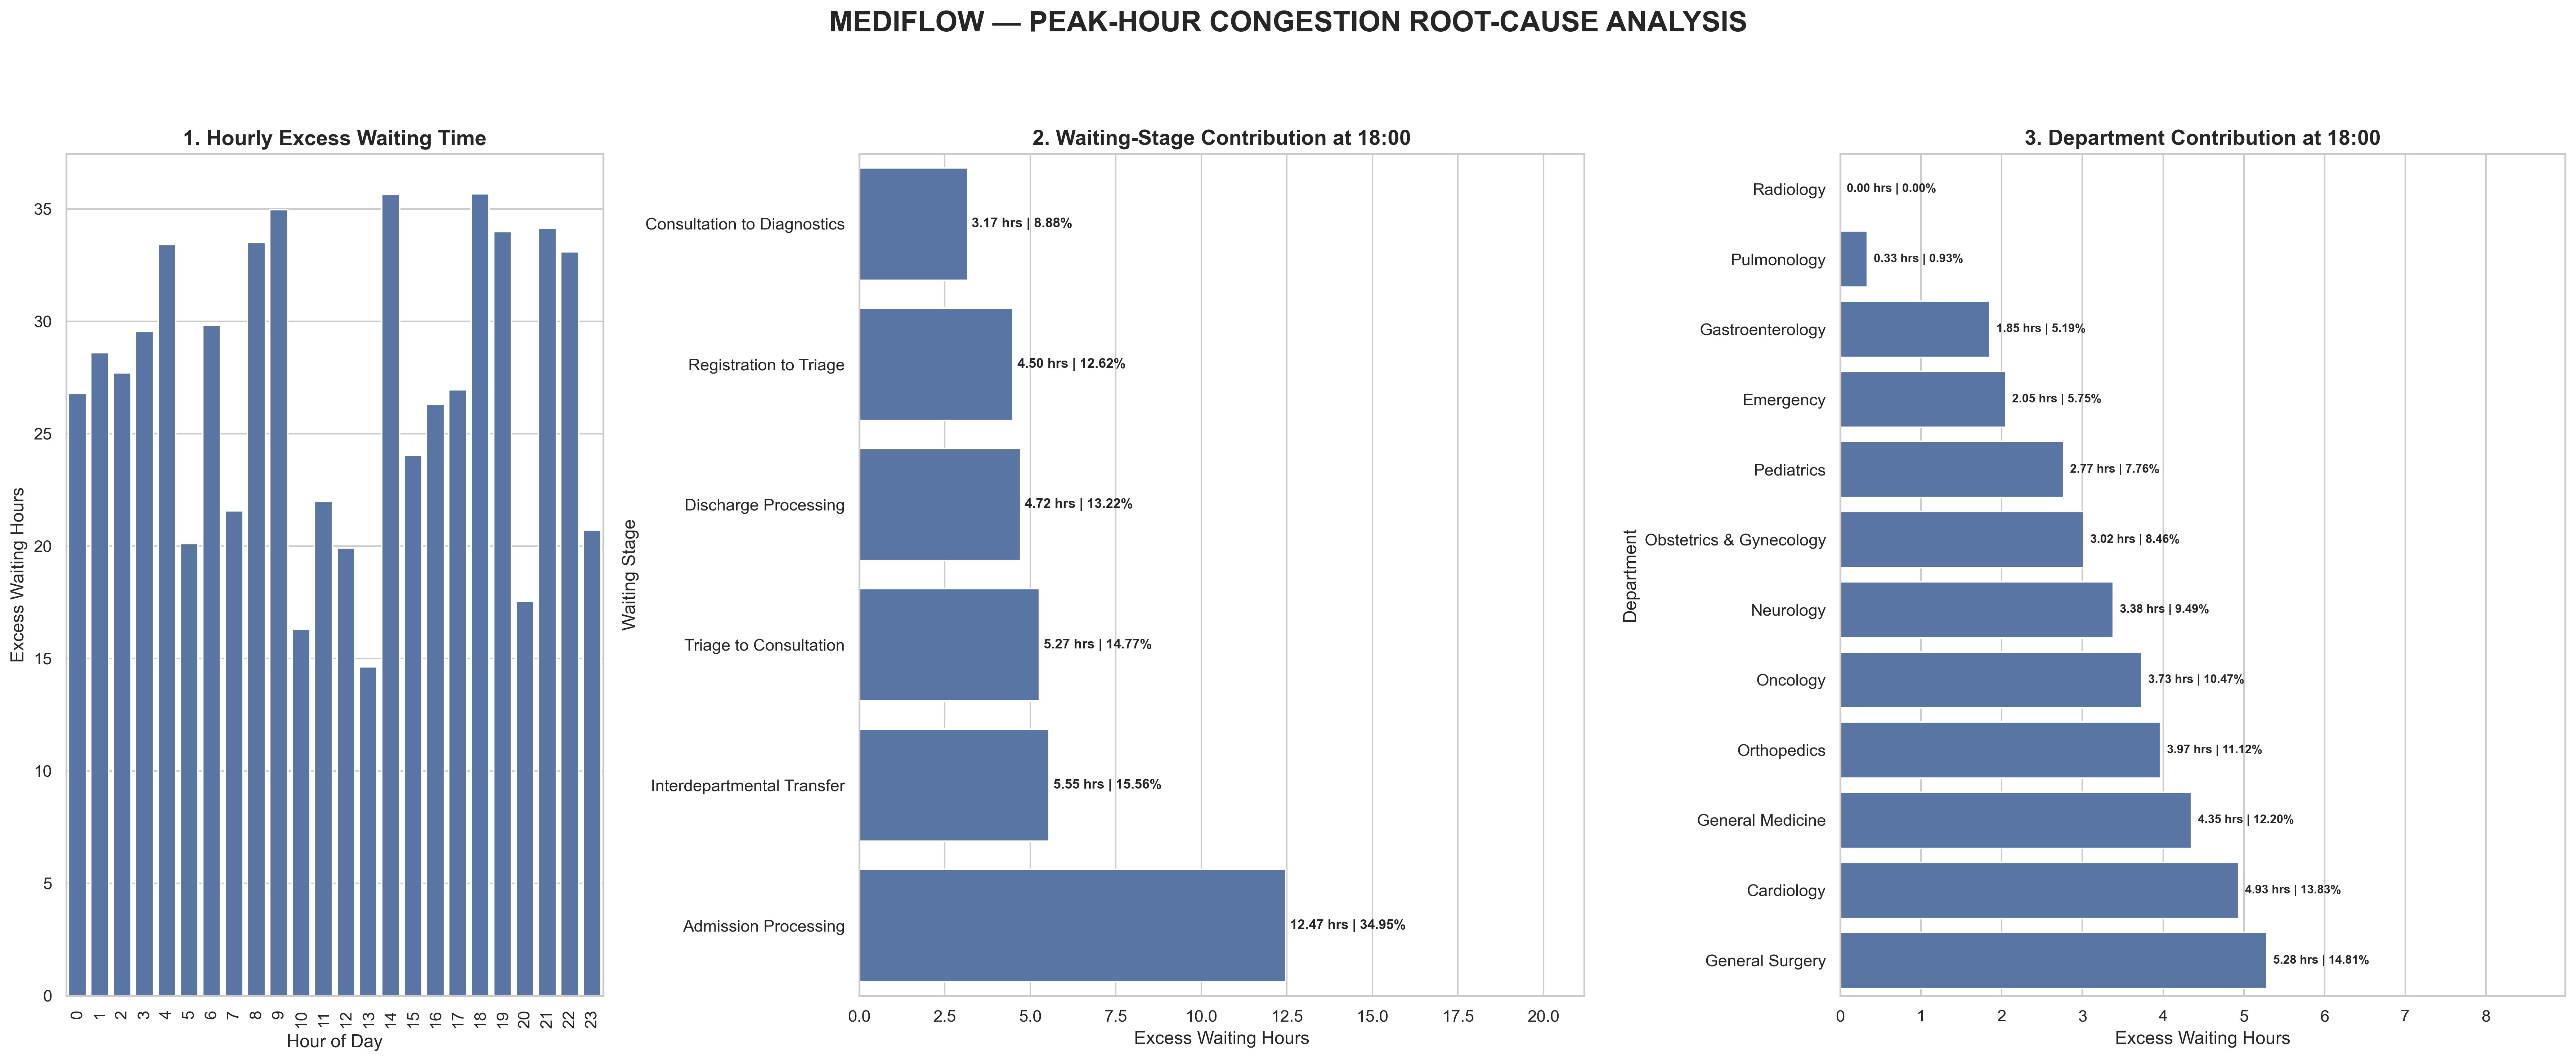 MEDIFLOW — PEAK-HOUR CONGESTION ROOT-CAUSE ANALYSIS
1. Hourly Excess Waiting Time
Excess Waiting Hours
35
30
25
20
15
10
5
0
0 1 2 3 4 5 6 7 8 9 10 11 12 13 14 15 16 17 18 19 20 21 22 23
Hour of Day
2. Waiting-Stage Contribution at 18:00
Waiting Stage
Consultation to Diagnostics 3.17 hrs | 8.88%
Registration to Triage 4.50 hrs | 12.62%
Discharge Processing 4.72 hrs | 13.22%
Triage to Consultation 5.27 hrs | 14.77%
Interdepartmental Transfer 5.55 hrs | 15.56%
Admission Processing 12.47 hrs | 34.95%
0.0 2.5 5.0 7.5 10.0 12.5 15.0 17.5 20.0
Excess Waiting Hours
3. Department Contribution at 18:00
Department
Radiology 0.00 hrs | 0.00%
Pulmonology 0.33 hrs | 0.93%
Gastroenterology 1.85 hrs | 5.19%
Emergency 2.05 hrs | 5.75%
Pediatrics 2.77 hrs | 7.76%
Obstetrics & Gynecology 3.02 hrs | 8.46%
Neurology 3.38 hrs | 9.49%
Oncology 3.73 hrs | 10.47%
Orthopedics 3.97 hrs | 11.12%
General Medicine 4.35 hrs | 12.20%
Cardiology 4.93 hrs | 13.83%
General Surgery 5.28 hrs | 14.81%
0 1 2 3 4 5 6 7 8
Excess Waiting Hours